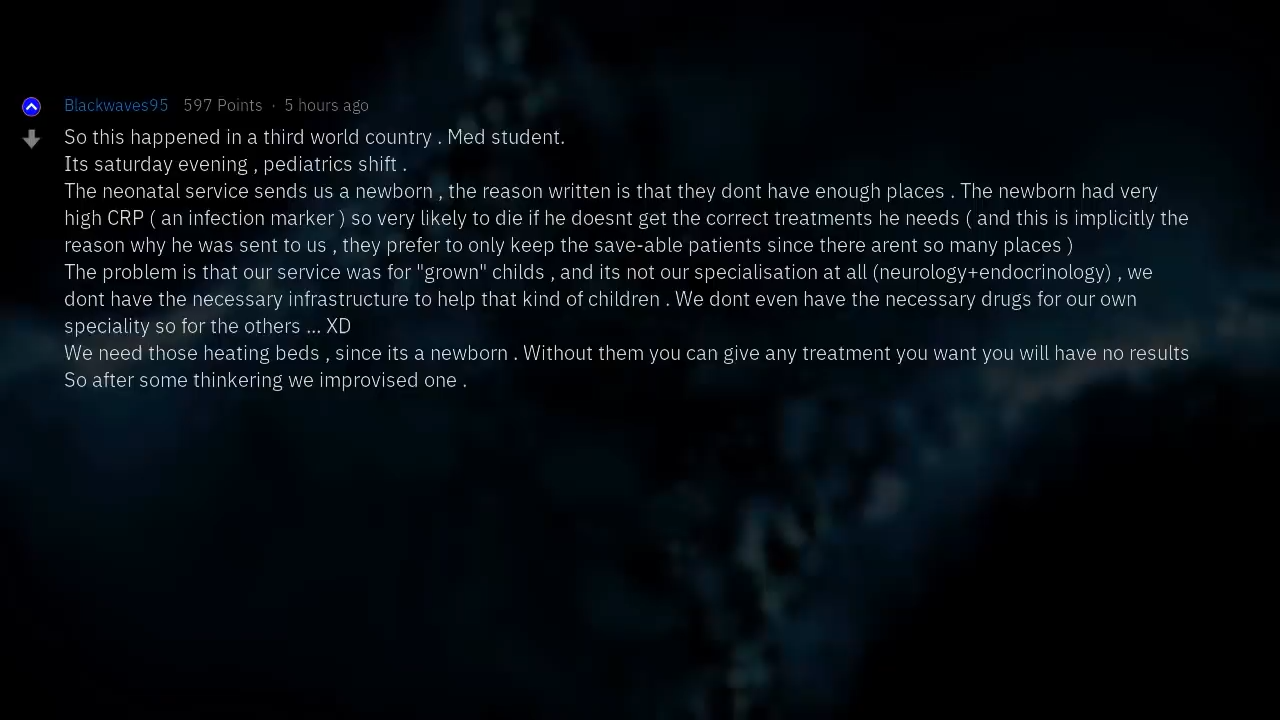 Blackwaves95 597 Points · 5 hours ago
So this happened in a third world country . Med student.
Its saturday evening , pediatrics shift .
The neonatal service sends us a newborn , the reason written is that they dont have enough places . The newborn had very
high CRP ( an infection marker ) so very likely to die if he doesnt get the correct treatments he needs ( and this is implicitly the
reason why he was sent to us , they prefer to only keep the save-able patients since there arent so many places )
The problem is that our service was for "grown" childs , and its not our specialisation at all (neurology+endocrinology) , we
dont have the necessary infrastructure to help that kind of children . We dont even have the necessary drugs for our own
speciality so for the others ... XD
We need those heating beds , since its a newborn . Without them you can give any treatment you want you will have no results
So after some thinkering we improvised one .